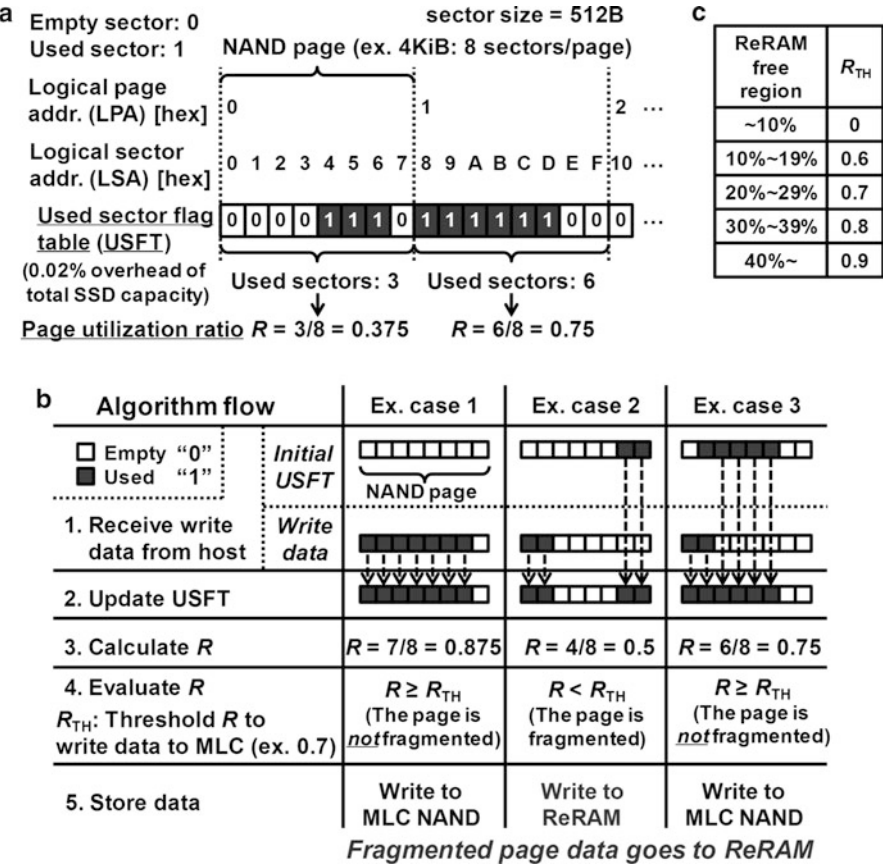 a
Empty sector: 0
Used sector: 1
sector size = 512B
NAND page (ex. 4KiB: 8 sectors/page)
Logical page addr. (LPA) [hex]
0 1 2 ...
Logical sector addr. (LSA) [hex]
0 1 2 3 4 5 6 7 8 9 A B C D E F 10 ...
Used sector flag table (USFT)
0 0 0 0 1 1 1 0 1 1 1 1 1 1 0 0 0 ...
(0.02% overhead of total SSD capacity)
Used sectors: 3
Used sectors: 6
Page utilization ratio R = 3/8 = 0.375
R = 6/8 = 0.75
c
ReRAM free region
R_TH
~10% 0
10%~19% 0.6
20%~29% 0.7
30%~39% 0.8
40%~ 0.9
b
Algorithm flow
Ex. case 1
Ex. case 2
Ex. case 3
Empty "0"
Used "1"
Initial USFT
NAND page
1. Receive write data from host
Write data
2. Update USFT
3. Calculate R
R = 7/8 = 0.875
R = 4/8 = 0.5
R = 6/8 = 0.75
4. Evaluate R
R_TH: Threshold R to write data to MLC (ex. 0.7)
R ≥ R_TH
(The page is not fragmented)
R < R_TH
(The page is fragmented)
R ≥ R_TH
(The page is not fragmented)
5. Store data
Write to MLC NAND
Write to ReRAM
Write to MLC NAND
Fragmented page data goes to ReRAM